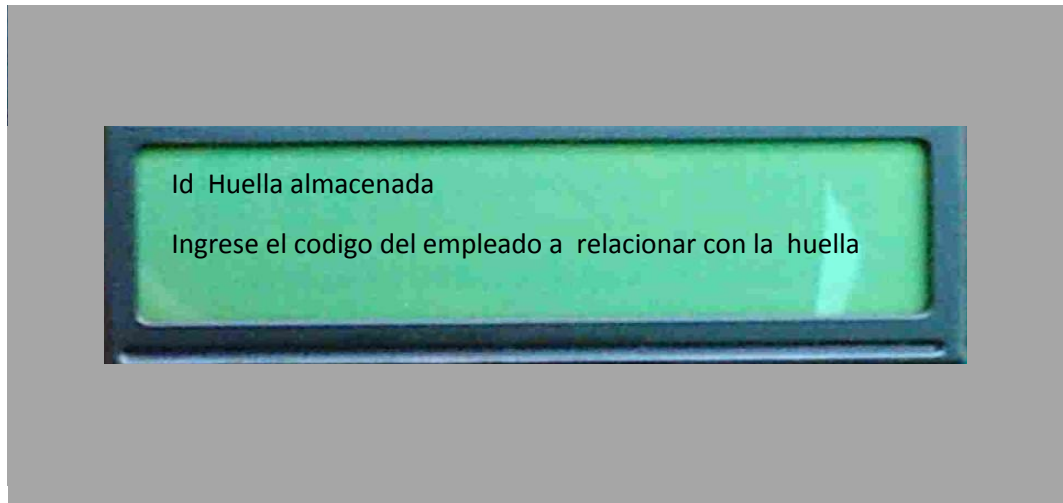 Id Huella almacenada
Ingrese el codigo del empleado a relacionar con la huella